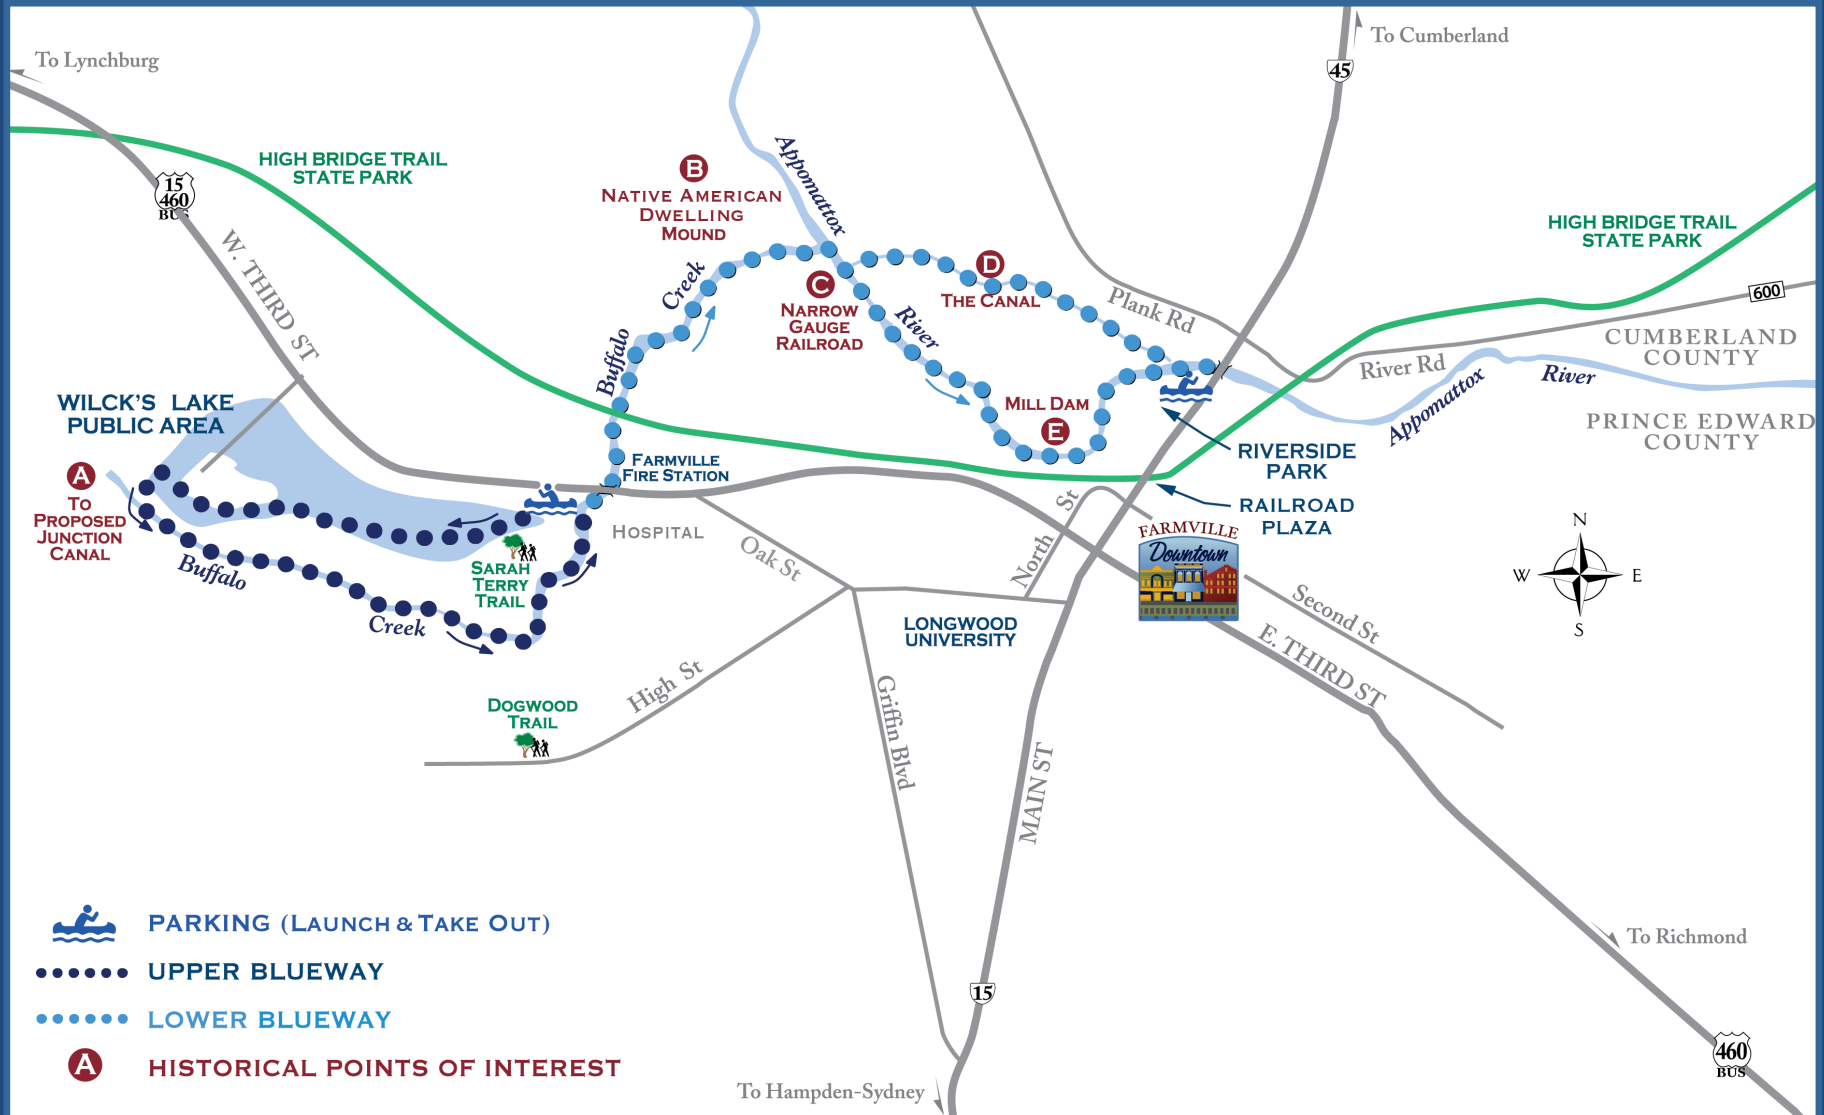 To Lynchburg
To Cumberland
45
HIGH BRIDGE TRAIL
STATE PARK
15
460
BUS
W. THIRD ST
B
NATIVE AMERICAN
DWELLING
MOUND
Appomattox
River
Creek
Buffalo
C
NARROW
GAUGE
RAILROAD
D
THE CANAL
Plank Rd
HIGH BRIDGE TRAIL
STATE PARK
600
CUMBERLAND
COUNTY
River Rd
Appomattox
River
PRINCE EDWARD
COUNTY
MILL DAM
E
RIVERSIDE
PARK
RAILROAD
PLAZA
WILCK'S LAKE
PUBLIC AREA
A
TO
PROPOSED
JUNCTION
CANAL
FARMVILLE
FIRE STATION
HOSPITAL
SARAH
TERRY
TRAIL
Buffalo
Creek
Oak St
North St
FARMVILLE
Downtown
Second St
E. THIRD ST
N
W
E
S
LONGWOOD
UNIVERSITY
High St
DOGWOOD
TRAIL
Griffin Blvd
MAIN ST
15
To Richmond
460
BUS
To Hampden-Sydney
PARKING (LAUNCH & TAKE OUT)
UPPER BLUEWAY
LOWER BLUEWAY
A
HISTORICAL POINTS OF INTEREST